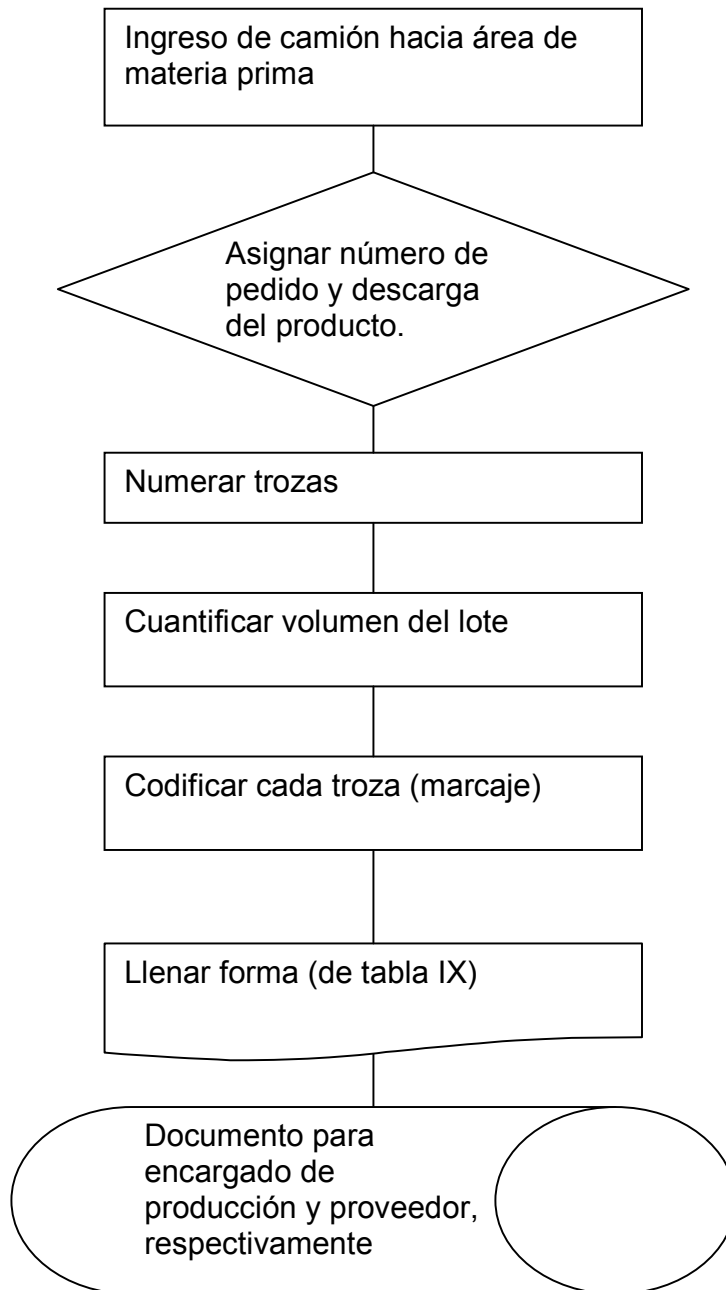 Ingreso de camión hacia área de
materia prima
Asignar número de
pedido y descarga
del producto.
Numerar trozas
Cuantificar volumen del lote
Codificar cada troza (marcaje)
Llenar forma (de tabla IX)
Documento para
encargado de
producción y proveedor,
respectivamente